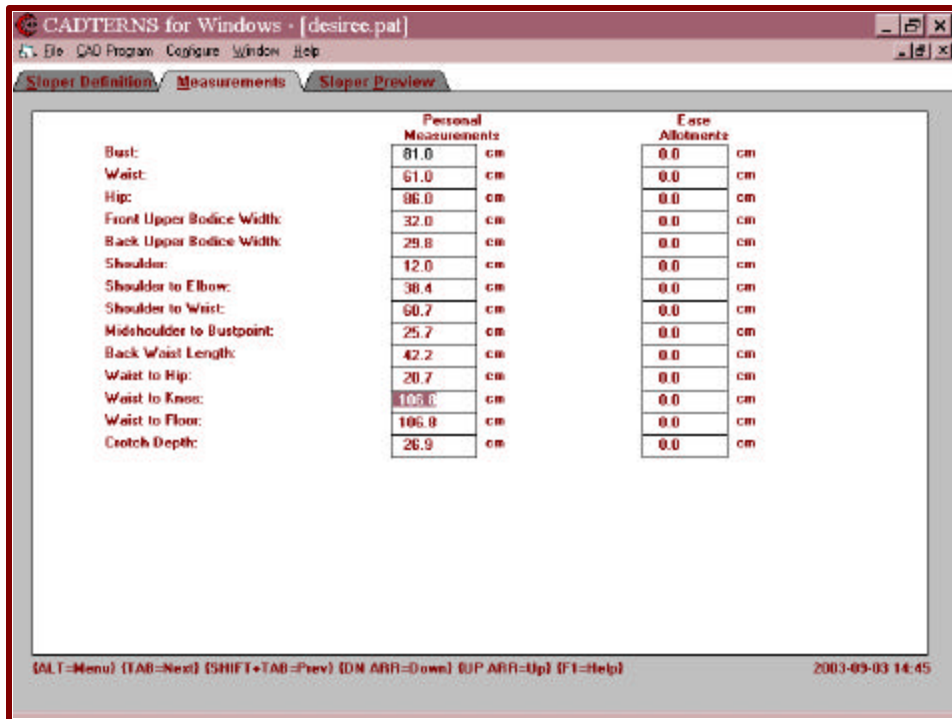 CADTERNS for Windows - [desiree.pat]
File CAD Program Configure Window Help
Sloper Definition Measurements Sloper Preview
Personal Measurements Ease Allotments
Bust: 81.0 cm 0.0 cm
Waist: 61.0 cm 0.0 cm
Hip: 86.0 cm 0.0 cm
Front Upper Bodice Width: 32.0 cm 0.0 cm
Back Upper Bodice Width: 29.8 cm 0.0 cm
Shoulder: 12.0 cm 0.0 cm
Shoulder to Elbow: 38.4 cm 0.0 cm
Shoulder to Wrist: 60.7 cm 0.0 cm
Midshoulder to Bustpoint: 25.7 cm 0.0 cm
Back Waist Length: 42.2 cm 0.0 cm
Waist to Hip: 20.7 cm 0.0 cm
Waist to Knee: 106.8 cm 0.0 cm
Waist to Floor: 106.8 cm 0.0 cm
Crotch Depth: 26.9 cm 0.0 cm
(ALT=Menu) (TAB=Next) (SHIFT+TAB=Prev) (DN ARR=Down) (UP ARR=Up) (F1=Help) 2003-09-03 14:45